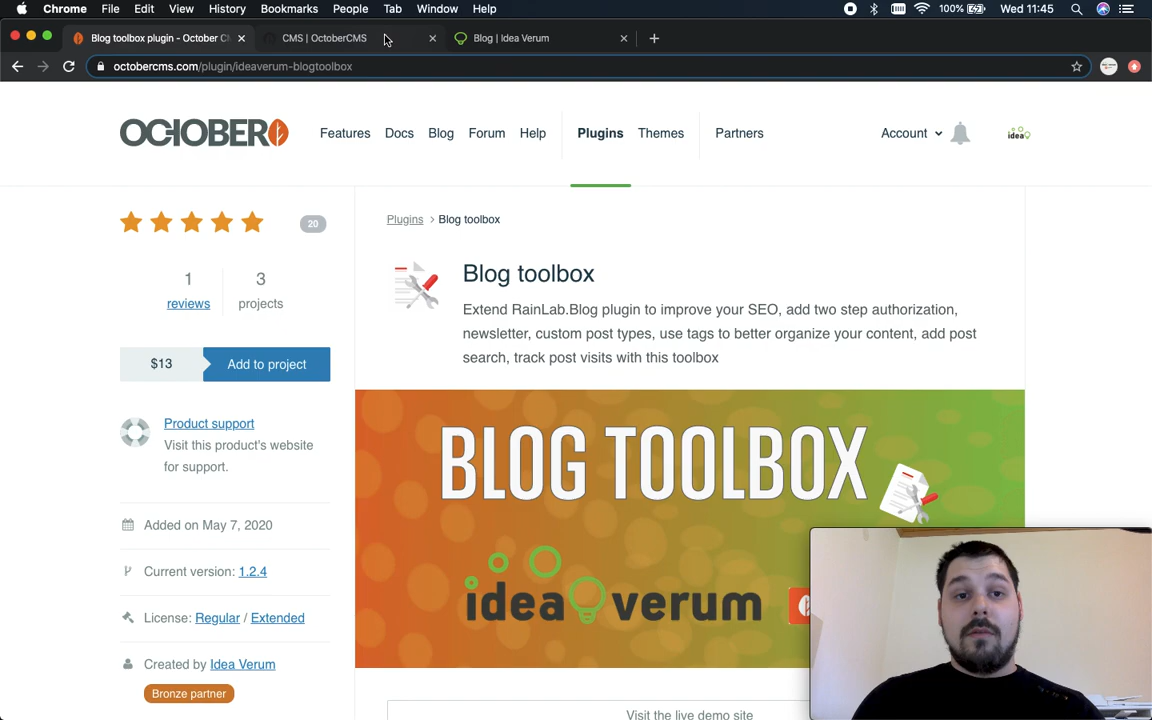 Chrome File Edit View History Bookmarks People Tab Window Help 100% Wed 11:45
Blog toolbox plugin - October C CMS | OctoberCMS Blog | Idea Verum
octobercms.com/plugin/ideaverum-blogtoolbox
OCTOBER Features Docs Blog Forum Help Plugins Themes Partners Account idea
20
1 3
reviews projects
$13 Add to project
Product support
Visit this product's website
for support.
Added on May 7, 2020
Current version: 1.2.4
License: Regular / Extended
Created by Idea Verum
Bronze partner
Plugins > Blog toolbox
Blog toolbox
Extend RainLab.Blog plugin to improve your SEO, add two step authorization,
newsletter, custom post types, use tags to better organize your content, add post
search, track post visits with this toolbox
BLOG TOOLBOX
idea verum
Visit the live demo site